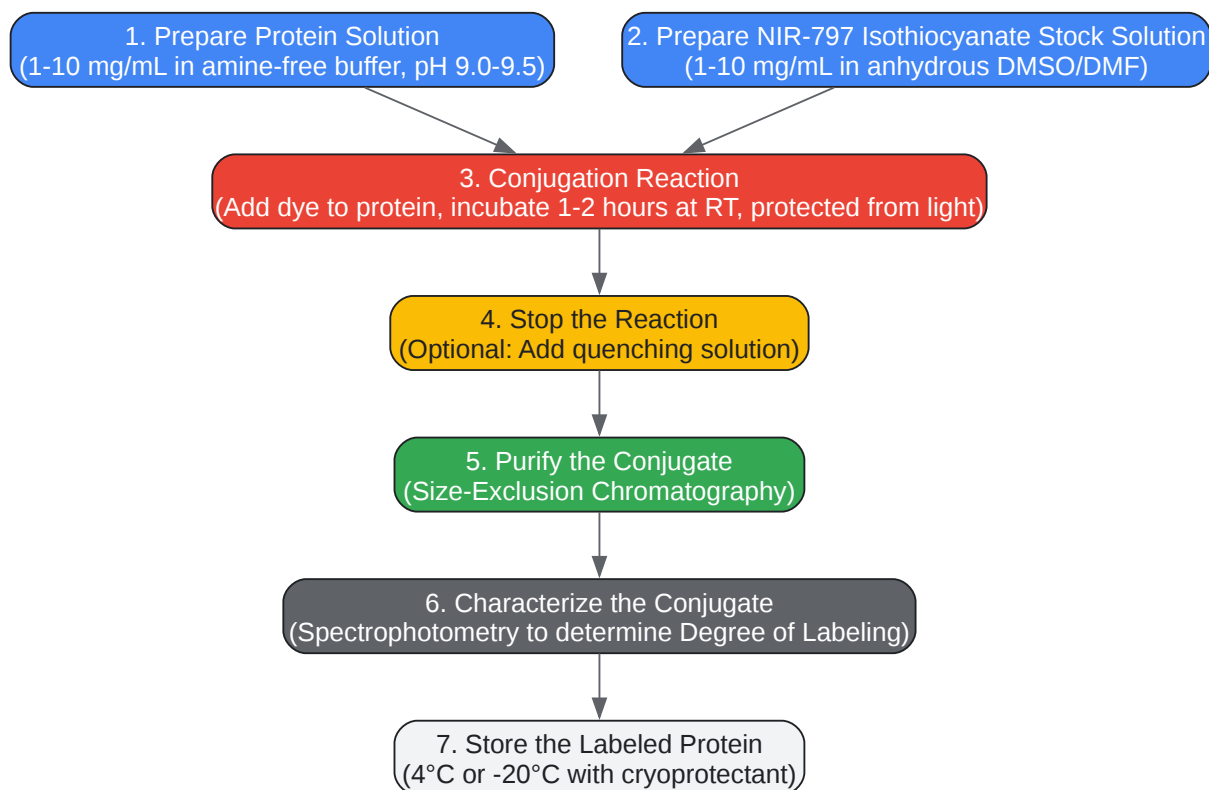 1. Prepare Protein Solution
(1-10 mg/mL in amine-free buffer, pH 9.0-9.5)
2. Prepare NIR-797 Isothiocyanate Stock Solution
(1-10 mg/mL in anhydrous DMSO/DMF)
3. Conjugation Reaction
(Add dye to protein, incubate 1-2 hours at RT, protected from light)
4. Stop the Reaction
(Optional: Add quenching solution)
5. Purify the Conjugate
(Size-Exclusion Chromatography)
6. Characterize the Conjugate
(Spectrophotometry to determine Degree of Labeling)
7. Store the Labeled Protein
(4°C or -20°C with cryoprotectant)